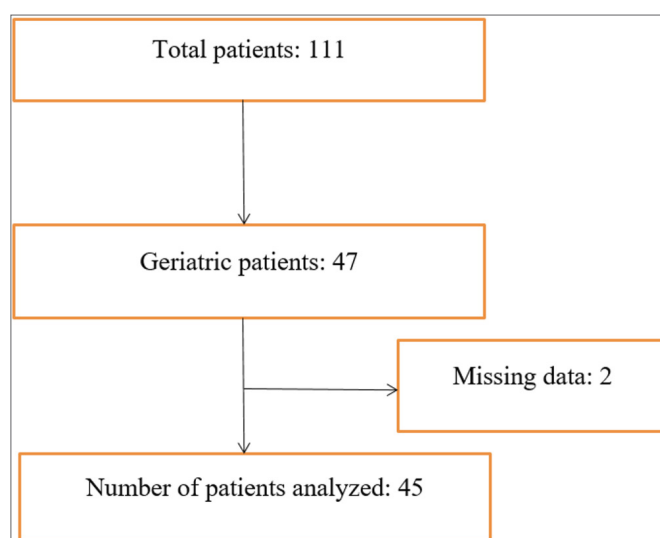 Total patients: 111
Geriatric patients: 47
Missing data: 2
Number of patients analyzed: 45